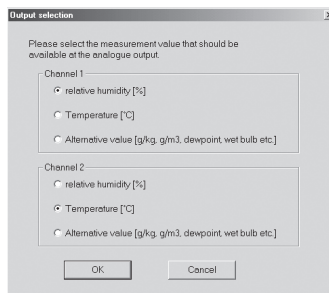 Output selection
Please select the measurement value that should be
available at the analogue output.
Channel 1
relative humidity [%]
Temperature [°C]
Alternative value [g/kg, g/m3, dewpoint, wet bulb etc.]
Channel 2
relative humidity [%]
Temperature [°C]
Alternative value [g/kg, g/m3, dewpoint, wet bulb etc.]
OK
Cancel